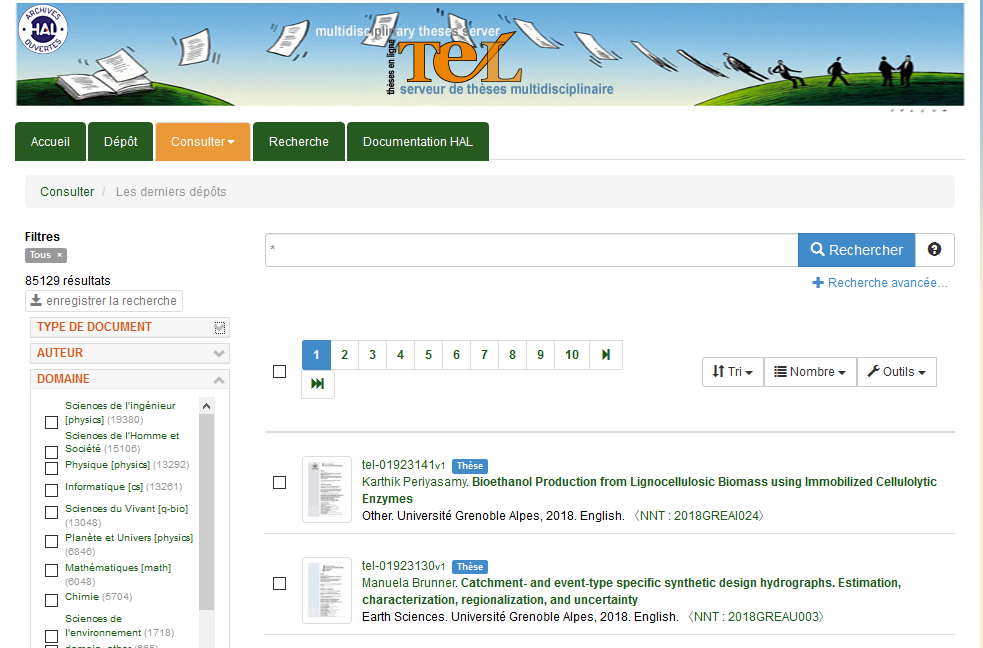 ARCHIVES
HAL
OUVERTES
multidisciplinary theses server
thèses en ligne
TEL
serveur de thèses multidisciplinaire
Accueil
Dépôt
Consulter
Recherche
Documentation HAL
Consulter / Les derniers dépôts
Filtres
Tous ×
85129 résultats
enregistrer la recherche
* 
Rechercher
Recherche avancée...
TYPE DE DOCUMENT
AUTEUR
DOMAINE
Sciences de l'ingénieur
[physics] (19380)
Sciences de l'Homme et
Société (15106)
Physique [physics] (13292)
Informatique [cs] (13261)
Sciences du Vivant [q-bio]
(13048)
Planète et Univers [physics]
(6846)
Mathématiques [math]
(6048)
Chimie (5704)
Sciences de
l'environnement (1718)
1 2 3 4 5 6 7 8 9 10
Tri
Nombre
Outils
tel-01923141v1 Thèse
Karthik Periyasamy. Bioethanol Production from Lignocellulosic Biomass using Immobilized Cellulolytic
Enzymes
Other. Université Grenoble Alpes, 2018. English. 〈NNT : 2018GREAI024〉
tel-01923130v1 Thèse
Manuela Brunner. Catchment- and event-type specific synthetic design hydrographs. Estimation,
characterization, regionalization, and uncertainty
Earth Sciences. Université Grenoble Alpes, 2018. English. 〈NNT : 2018GREAU003〉